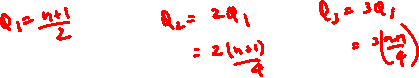 Q₁ = n+1/2 Q₂ = 2Q₁ Q₃ = 3Q₁
= 2(n+1)/4 = 3(n+1/4)